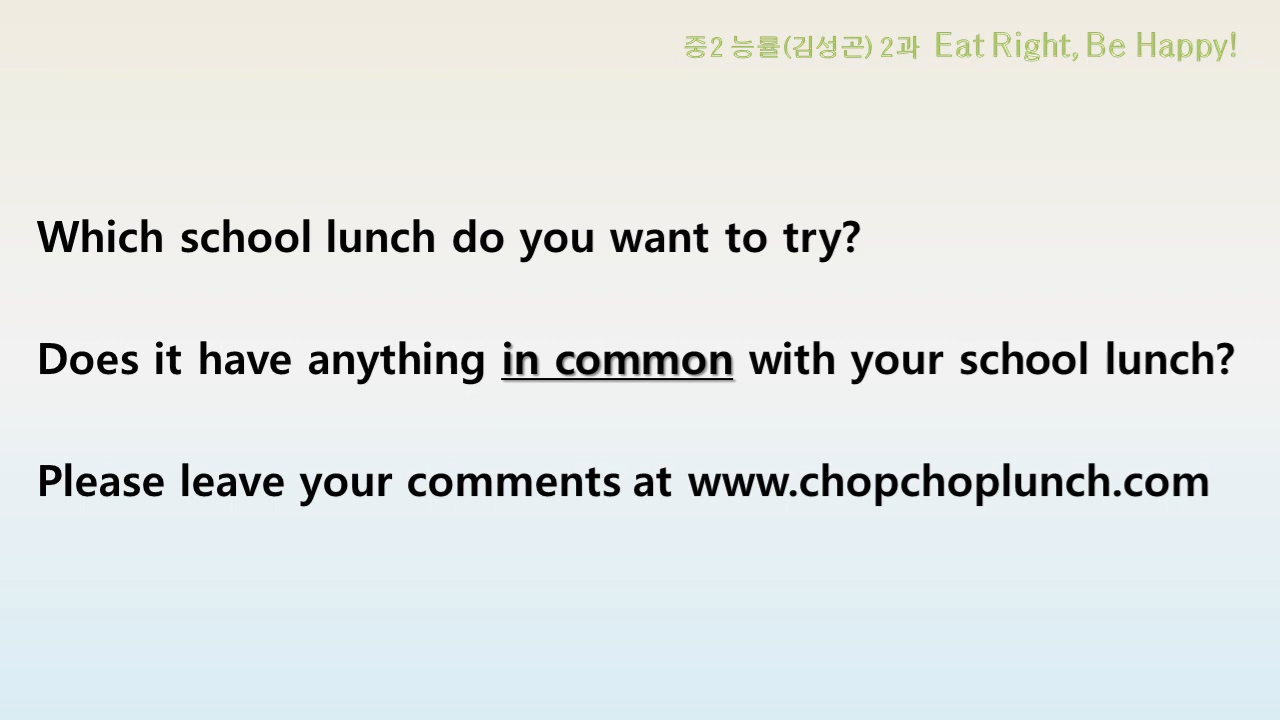 중2 능률(김성곤) 2과 Eat Right, Be Happy!
Which school lunch do you want to try?
Does it have anything in common with your school lunch?
Please leave your comments at www.chopchoplunch.com